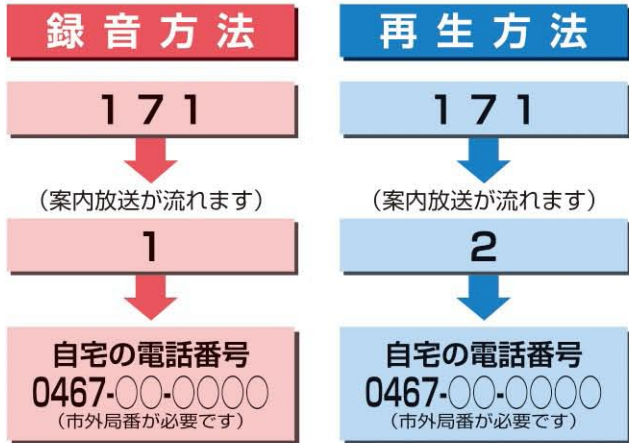 録音方法
171
（案内放送が流れます）
1
自宅の電話番号
0467-○○-○○○○
（市外局番が必要です）
再生方法
171
（案内放送が流れます）
2
自宅の電話番号
0467-○○-○○○○
（市外局番が必要です）